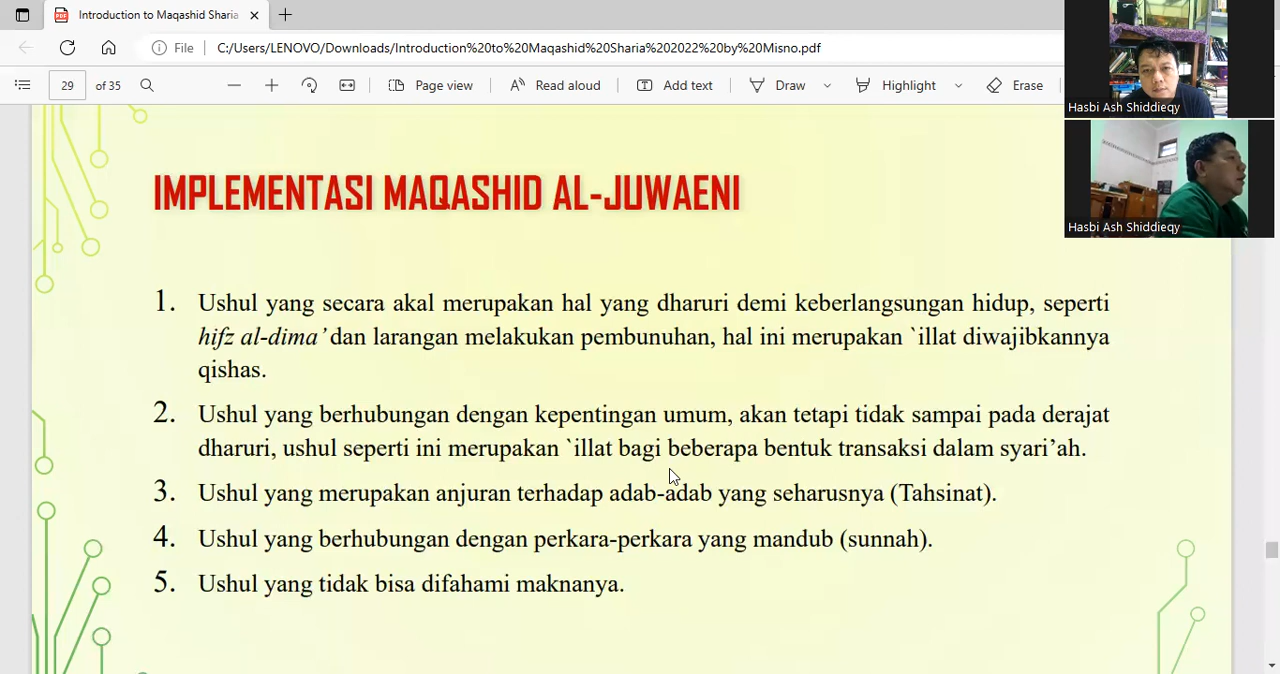 Introduction to Maqashid Sharia
File
C:/Users/LENOVO/Downloads/Introduction%20to%20Maqashid%20Sharia%202022%20by%20Misno.pdf
29 of 35
Page view
Read aloud
Add text
Draw
Highlight
Erase
Hasbi Ash Shiddieqy
Hasbi Ash Shiddieqy
IMPLEMENTASI MAQASHID AL-JUWAENI
1. Ushul yang secara akal merupakan hal yang dharuri demi keberlangsungan hidup, seperti
hifz al-dima’ dan larangan melakukan pembunuhan, hal ini merupakan `illat diwajibkannya
qishas.
2. Ushul yang berhubungan dengan kepentingan umum, akan tetapi tidak sampai pada derajat
dharuri, ushul seperti ini merupakan `illat bagi beberapa bentuk transaksi dalam syari’ah.
3. Ushul yang merupakan anjuran terhadap adab-adab yang seharusnya (Tahsinat).
4. Ushul yang berhubungan dengan perkara-perkara yang mandub (sunnah).
5. Ushul yang tidak bisa difahami maknanya.